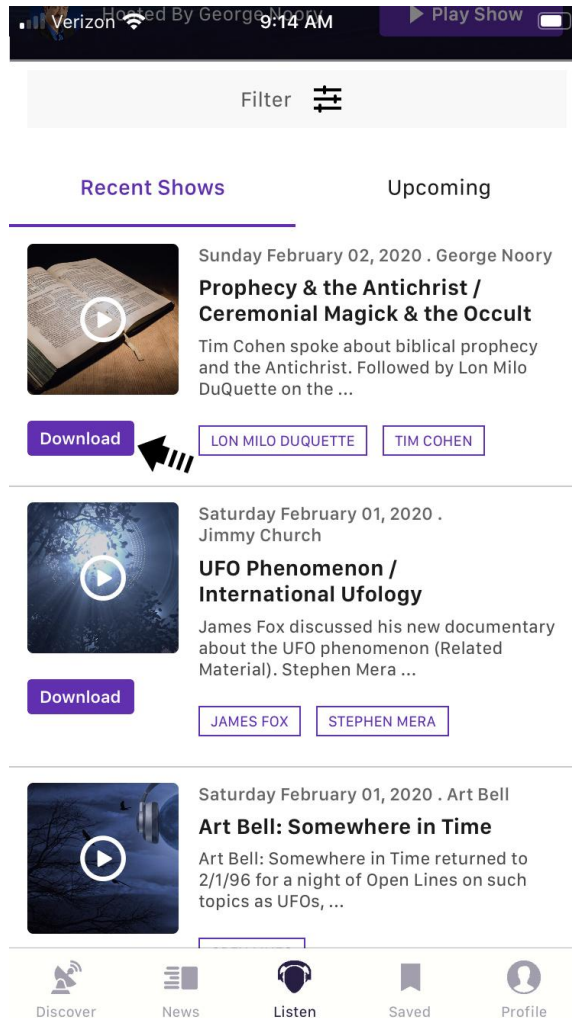 Verizon 9:14 AM
Hosted By George Noory
Play Show
Filter
Recent Shows
Upcoming
Sunday February 02, 2020 . George Noory
Prophecy & the Antichrist /
Ceremonial Magick & the Occult
Tim Cohen spoke about biblical prophecy
and the Antichrist. Followed by Lon Milo
DuQuette on the ...
Download
LON MILO DUQUETTE
TIM COHEN
Saturday February 01, 2020 .
Jimmy Church
UFO Phenomenon /
International Ufology
James Fox discussed his new documentary
about the UFO phenomenon (Related
Material). Stephen Mera ...
Download
JAMES FOX
STEPHEN MERA
Saturday February 01, 2020 . Art Bell
Art Bell: Somewhere in Time
Art Bell: Somewhere in Time returned to
2/1/96 for a night of Open Lines on such
topics as UFOs, ...
Discover
News
Listen
Saved
Profile